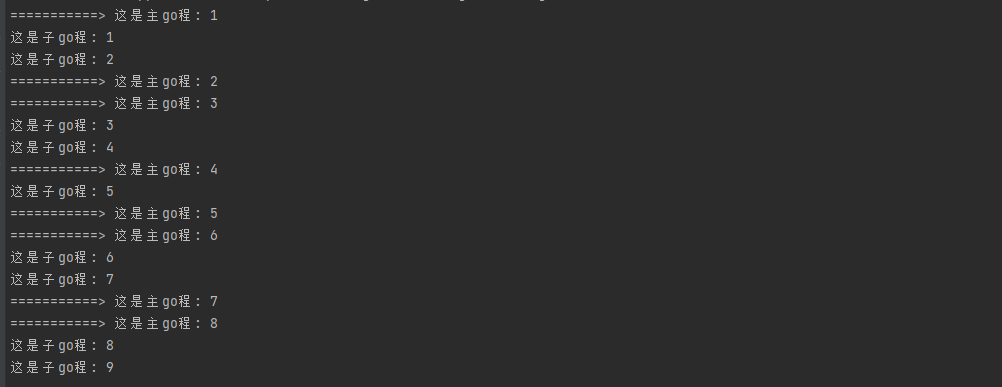 ===========> 这是主go程: 1
这是子go程: 1
这是子go程: 2
===========> 这是主go程: 2
===========> 这是主go程: 3
这是子go程: 3
这是子go程: 4
===========> 这是主go程: 4
这是子go程: 5
===========> 这是主go程: 5
===========> 这是主go程: 6
这是子go程: 6
这是子go程: 7
===========> 这是主go程: 7
===========> 这是主go程: 8
这是子go程: 8
这是子go程: 9